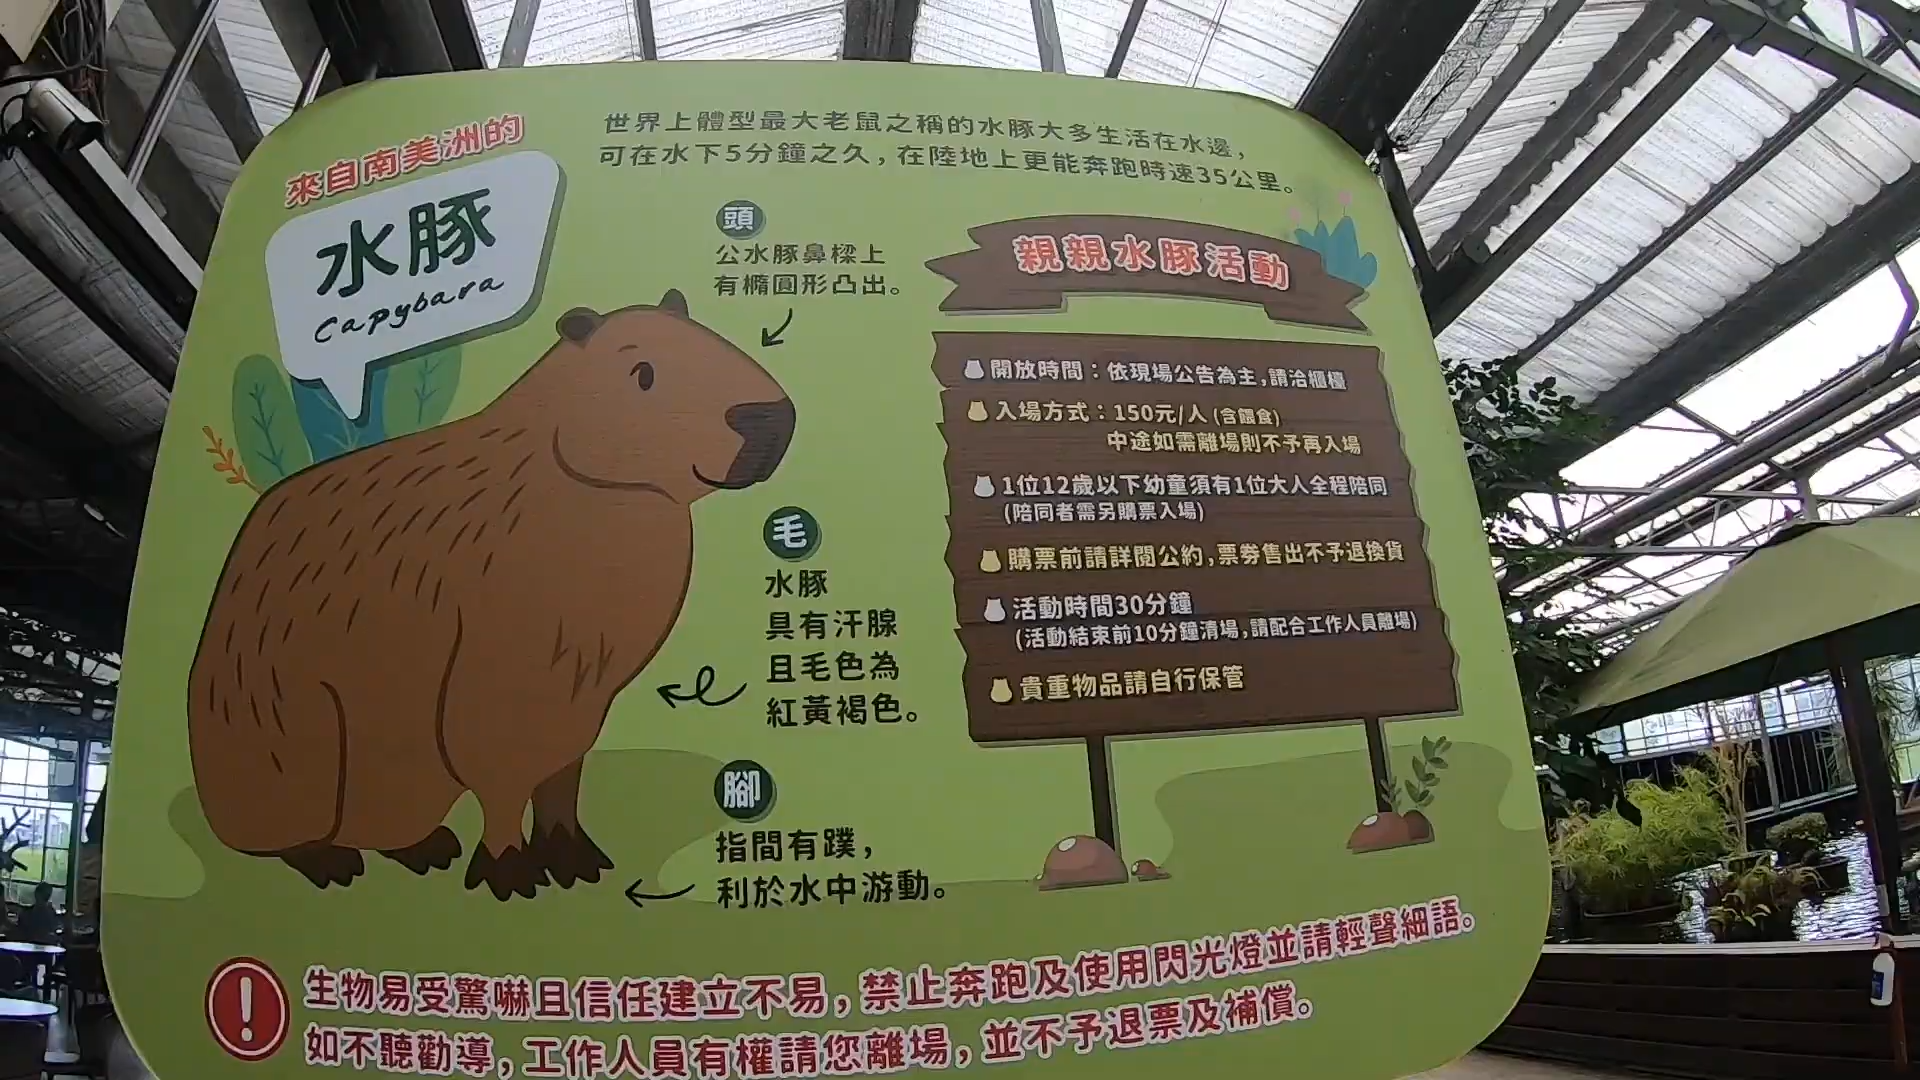 來自南美洲的
水豚
Capybara
世界上體型最大老鼠之稱的水豚大多生活在水邊，
可在水下5分鐘之久，在陸地上更能奔跑時速35公里。
頭
公水豚鼻樑上
有橢圓形凸出。
毛
水豚
具有汗腺
且毛色為
紅黃褐色。
腳
指間有蹼，
利於水中游動。
親親水豚活動
開放時間：依現場公告為主，請洽櫃檯
入場方式：150元/人(含餵食)
中途如需離場則不予再入場
1位12歲以下幼童須有1位大人全程陪同
(陪同者需另購票入場)
購票前請詳閱公約，票券售出不予退換貨
活動時間30分鐘
(活動結束前10分鐘清場，請配合工作人員離場)
貴重物品請自行保管
生物易受驚嚇且信任建立不易，禁止奔跑及使用閃光燈並請輕聲細語。
如不聽勸導，工作人員有權請您離場，並不予退票及補償。